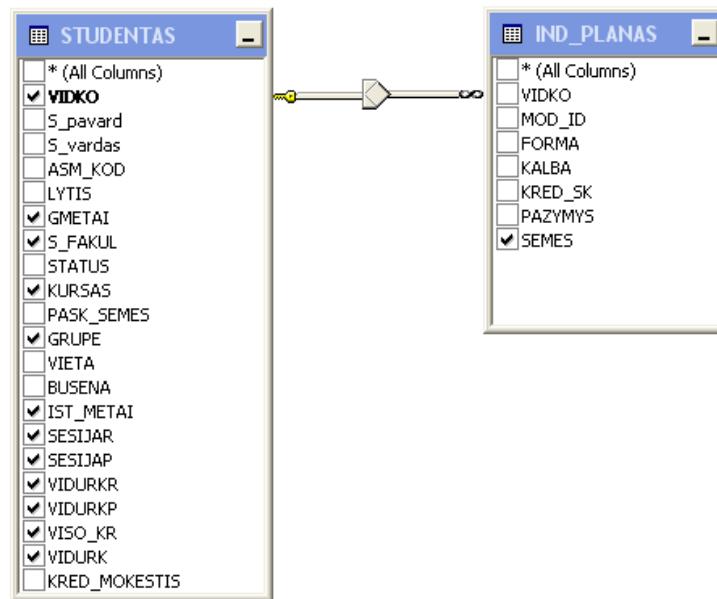 STUDENTAS
* (All Columns)
VIDKO
S_pavard
S_vardas
ASM_KOD
LYTIS
GMETAI
S_FAKUL
STATUS
KURSAS
PASK_SEMES
GRUPE
VIETA
BUSENA
IST_METAI
SESIJAR
SESIJAP
VIDURKR
VIDURKP
VISO_KR
VIDURK
KRED_MOKESTIS
IND_PLANAS
* (All Columns)
VIDKO
MOD_ID
FORMA
KALBA
KRED_SK
PAZYMYS
SEMES